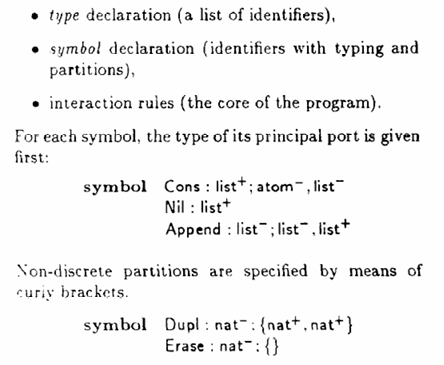 • type declaration (a list of identifiers),
• symbol declaration (identifiers with typing and
partitions),
• interaction rules (the core of the program).
For each symbol, the type of its principal port is given
first:
symbol Cons : list⁺; atom⁻, list⁻
Nil : list⁺
Append : list⁻; list⁻, list⁺
Non-discrete partitions are specified by means of
curly brackets.
symbol Dupl : nat⁻; {nat⁺, nat⁺}
Erase : nat⁻; {}